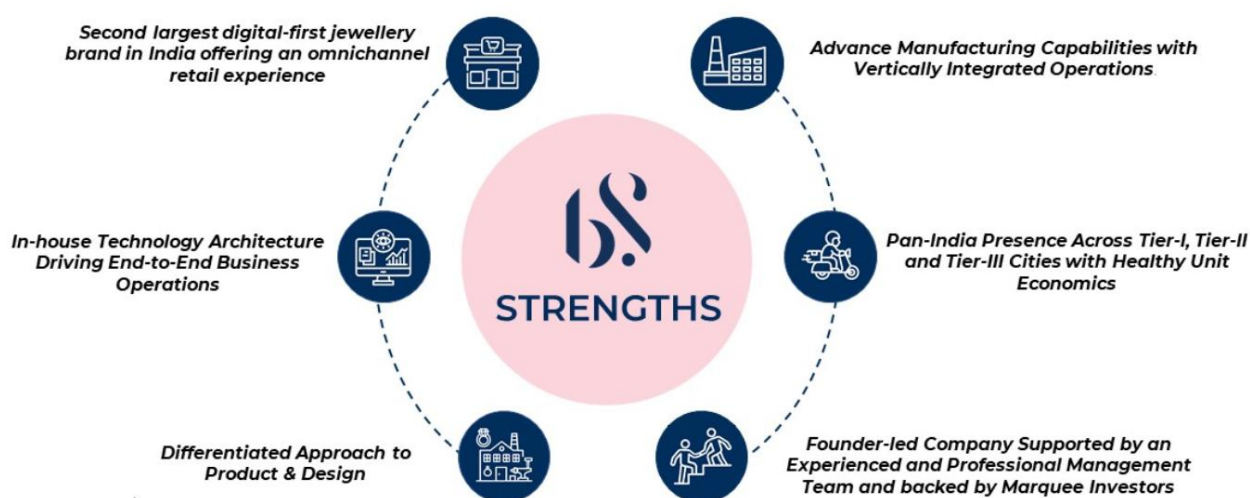 Second largest digital-first jewellery
brand in India offering an omnichannel
retail experience
Advance Manufacturing Capabilities with
Vertically Integrated Operations
In-house Technology Architecture
Driving End-to-End Business
Operations
bS
STRENGTHS
Pan-India Presence Across Tier-I, Tier-II
and Tier-III Cities with Healthy Unit
Economics
Differentiated Approach to
Product & Design
Founder-led Company Supported by an
Experienced and Professional Management
Team and backed by Marquee Investors